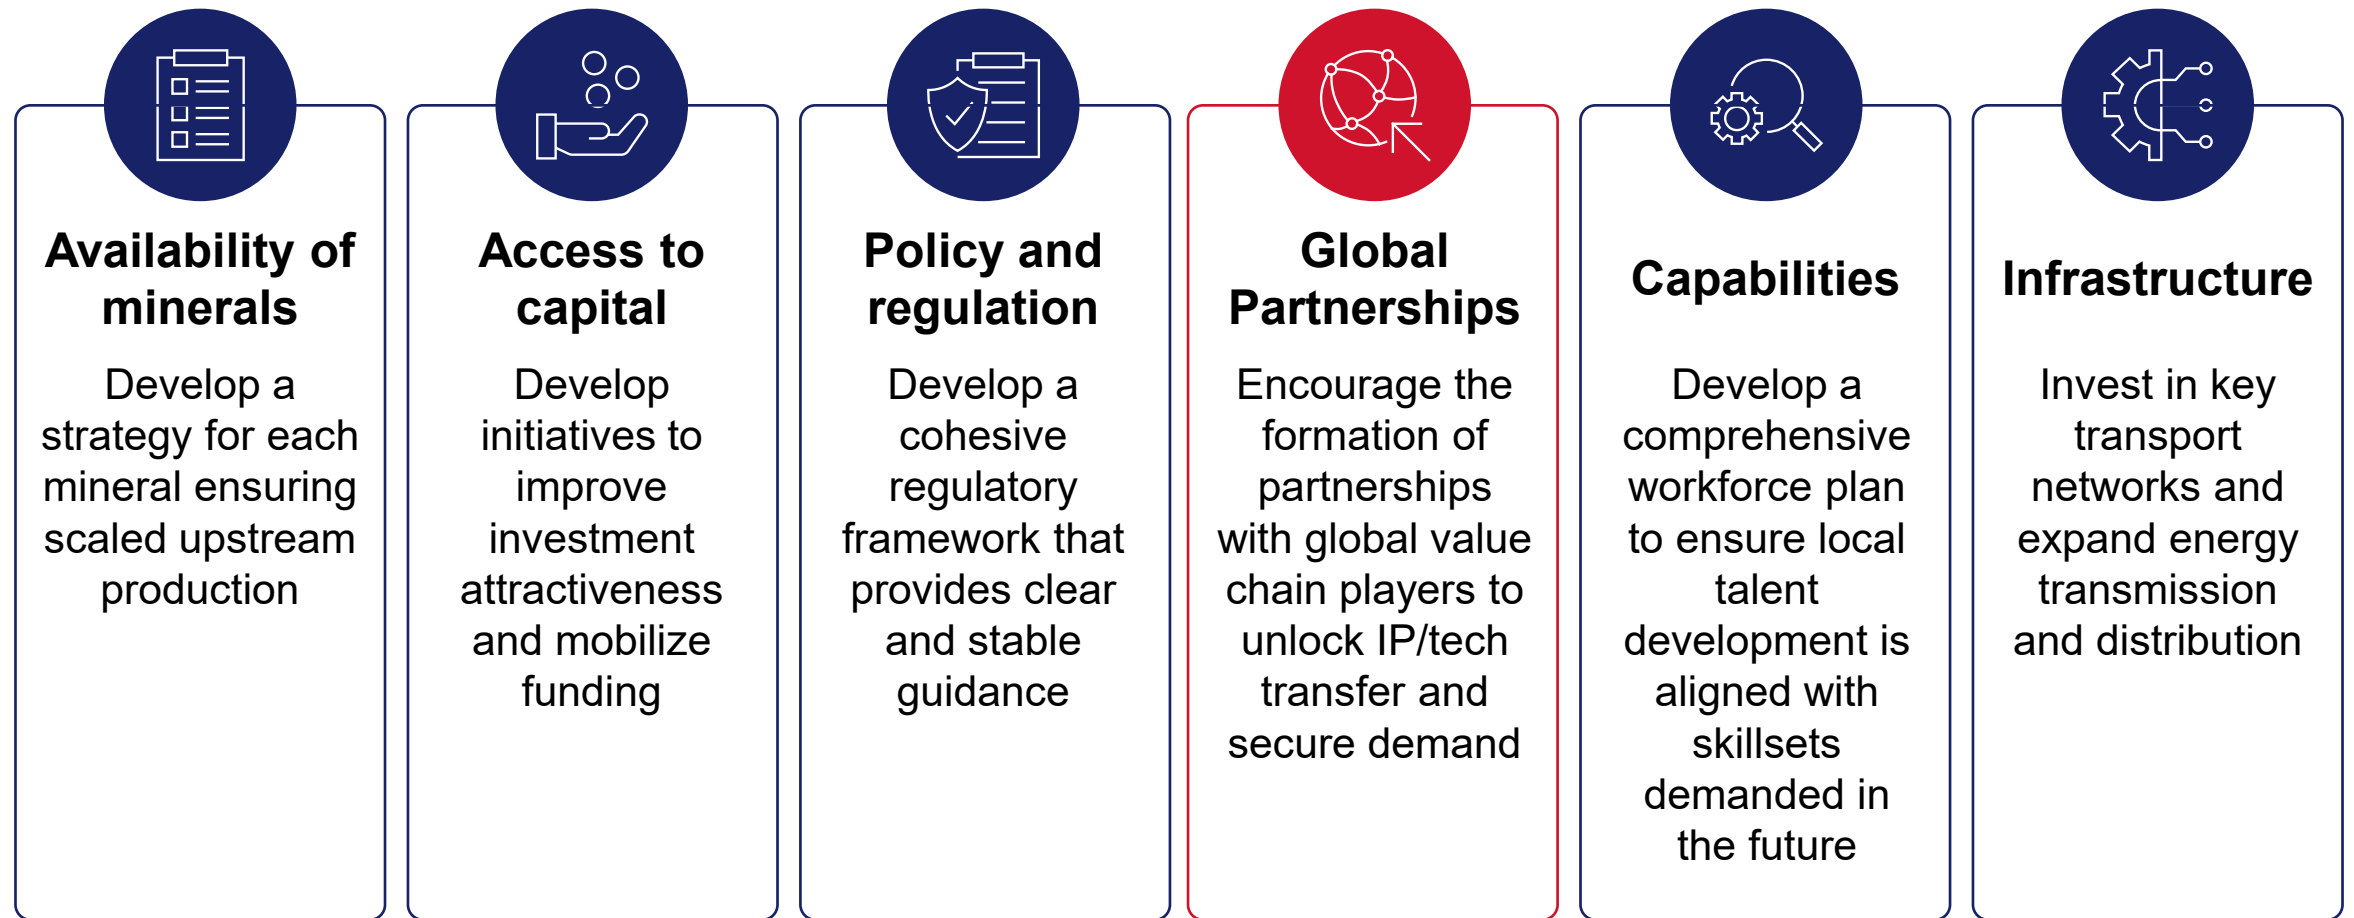 Availability of
minerals
Develop a
strategy for each
mineral ensuring
scaled upstream
production
Access to
capital
Develop
initiatives to
improve
investment
attractiveness
and mobilize
funding
Policy and
regulation
Develop a
cohesive
regulatory
framework that
provides clear
and stable
guidance
Global
Partnerships
Encourage the
formation of
partnerships
with global value
chain players to
unlock IP/tech
transfer and
secure demand
Capabilities
Develop a
comprehensive
workforce plan
to ensure local
talent
development is
aligned with
skillsets
demanded in
the future
Infrastructure
Invest in key
transport
networks and
expand energy
transmission
and distribution